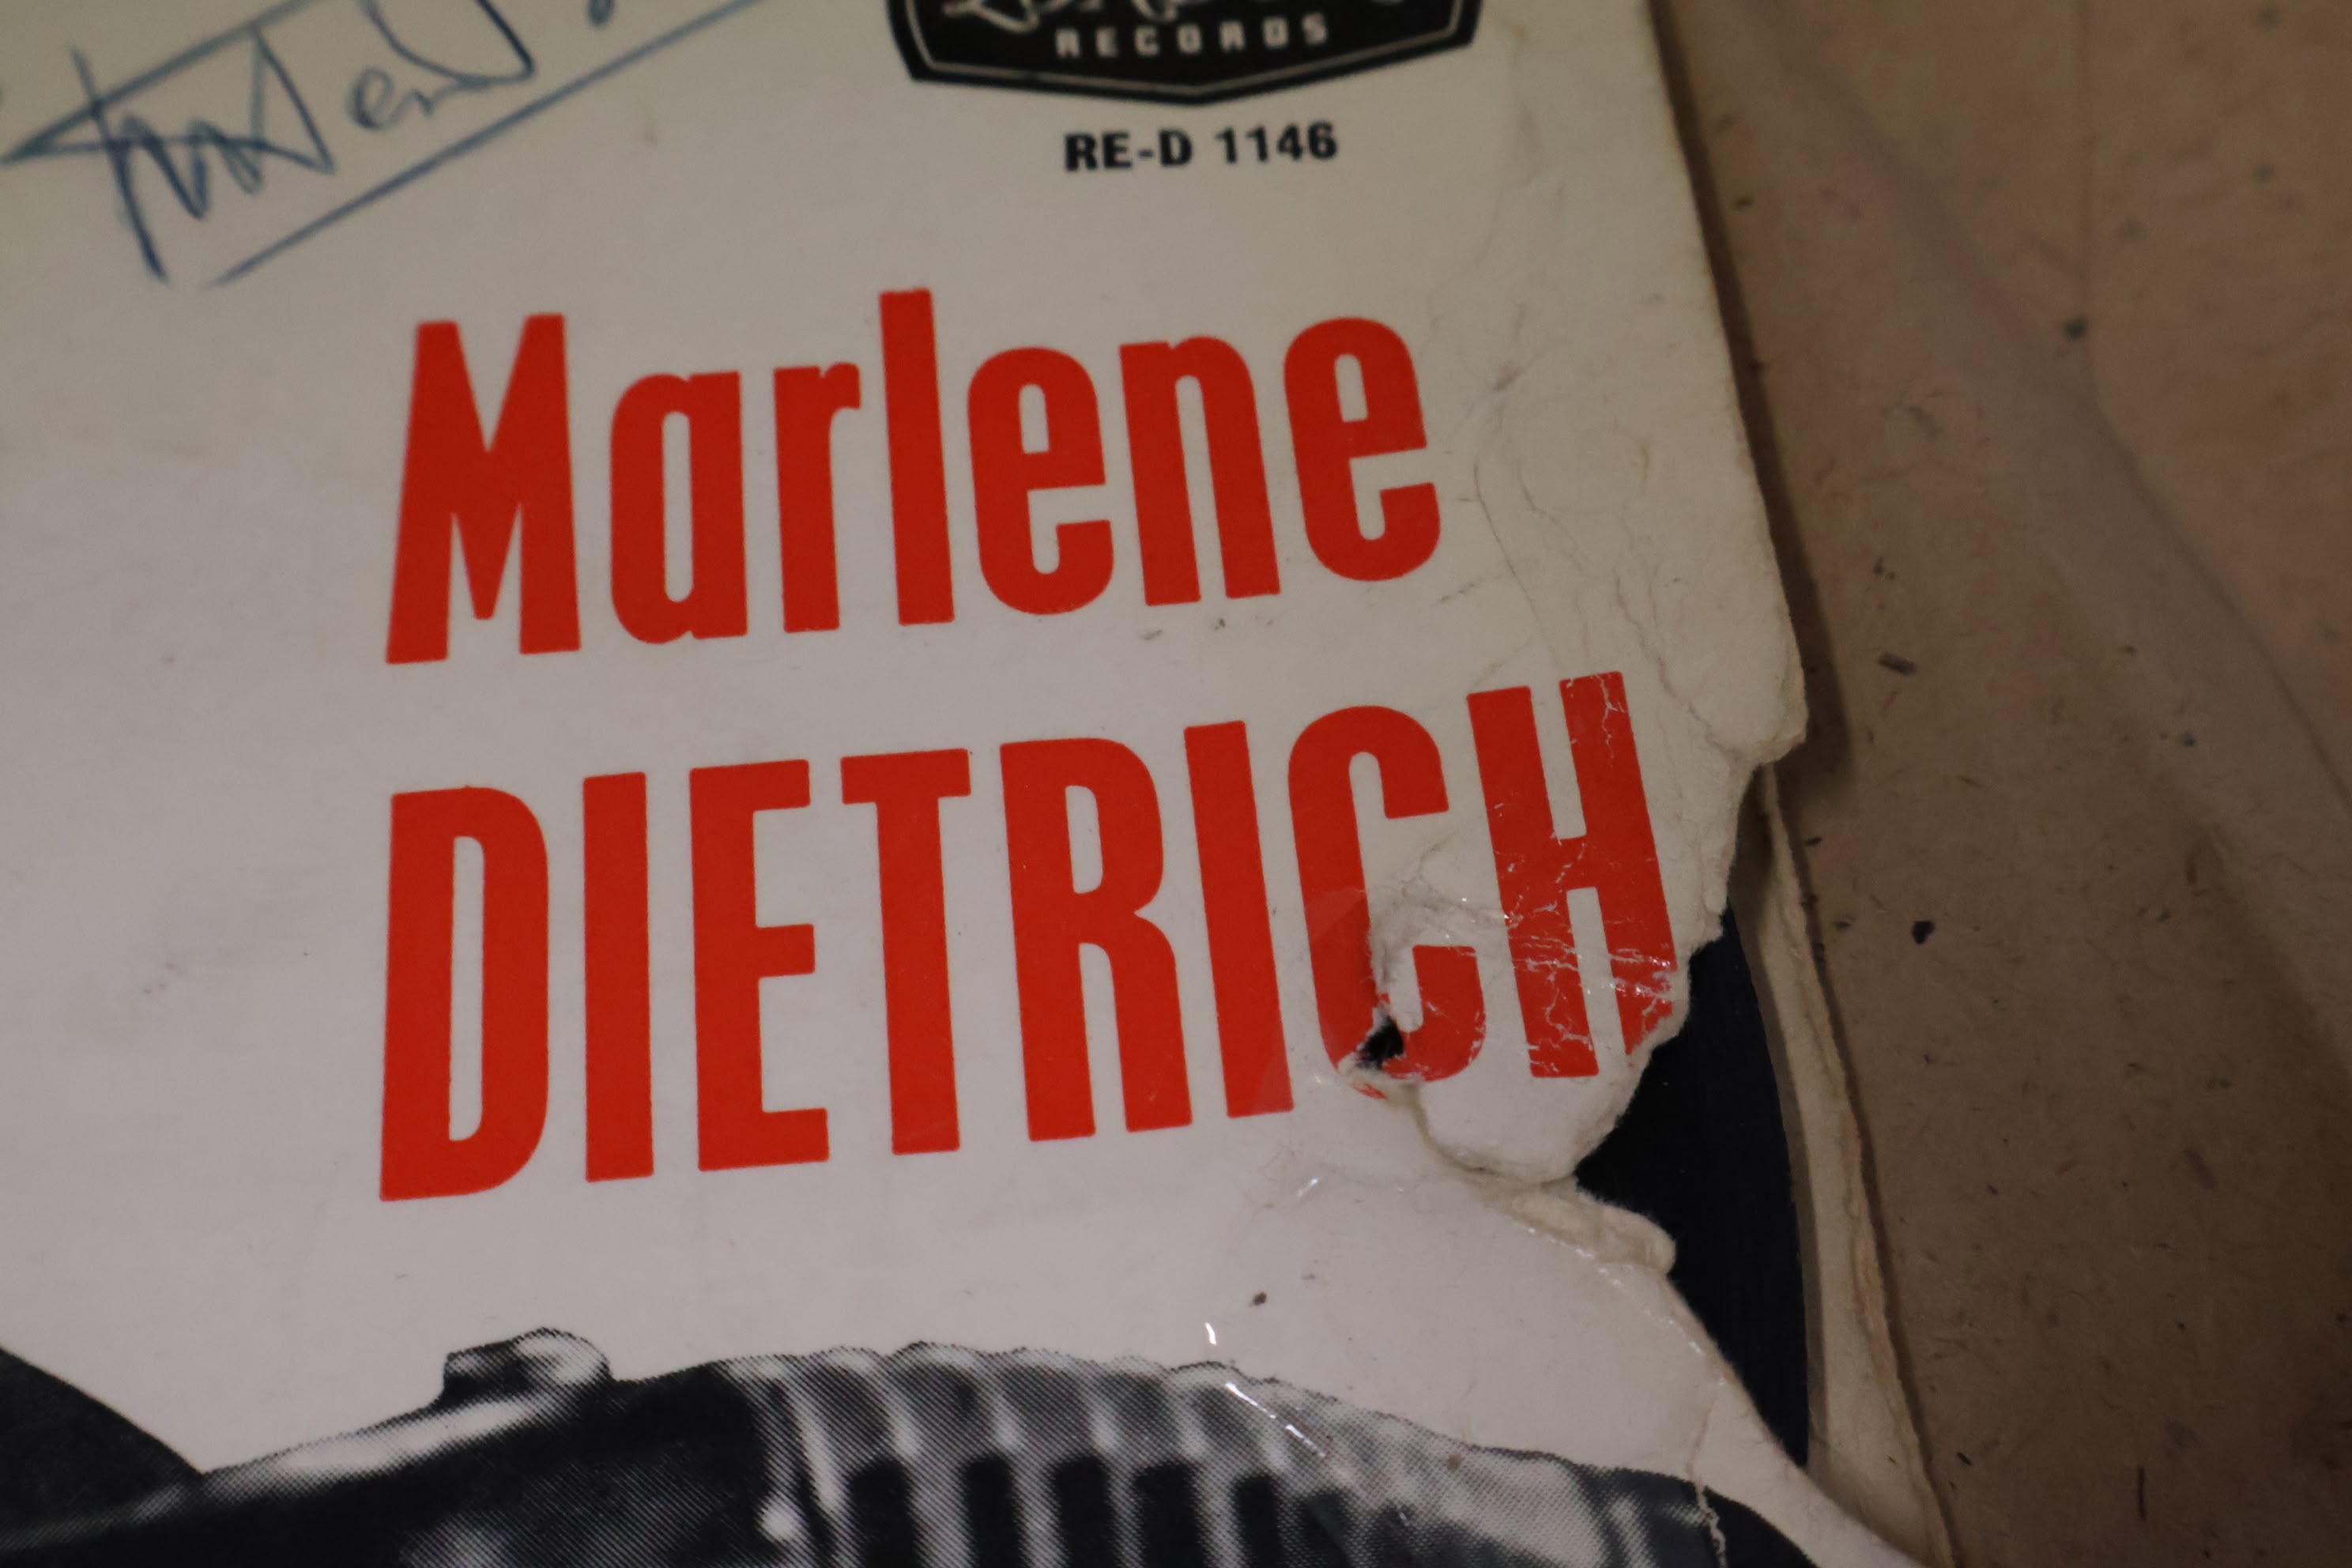 RECORDS
RE-D 1146
Marlene
DIETRICH